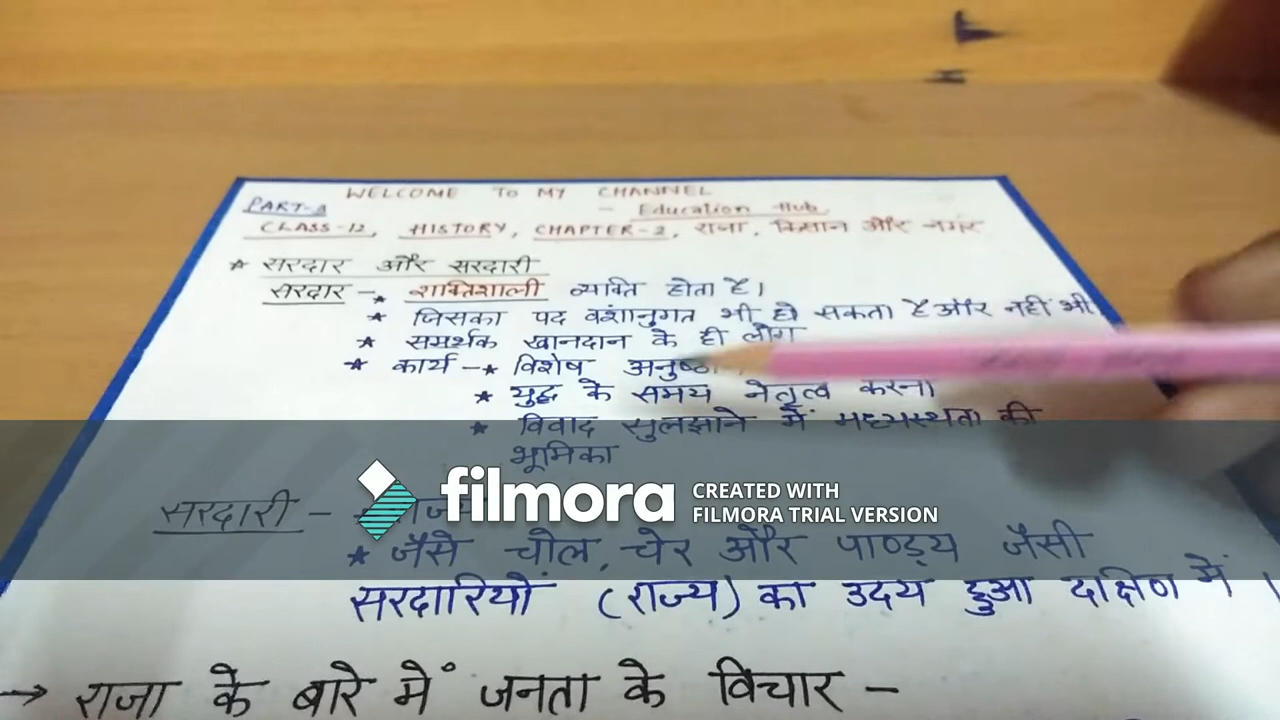 WELCOME TO MY CHANNEL
PART-
- Education Hub
CLASS-12, HISTORY, CHAPTER-2, राजा, किसान और नगर
* सरदार और सरदारी
सरदार - * शक्तिशाली व्यक्ति होता है।
* जिसका पद वंशानुगत भी हो सकता है और नहीं भी
* समर्थक खानदान के ही लोग
* कार्य - * विशेष
* युद्ध के समय नेतृत्व करना
* विवाद सुलझाने में मध्यस्थता की
भूमिका
filmora CREATED WITH
FILMORA TRIAL VERSION
सरदारी - *
* जैसे चोल, चेर और पाण्ड्य जैसी
सरदारियों (राज्य) का उदय हुआ दक्षिण में ।
→ राजा के बारे में जनता के विचार -